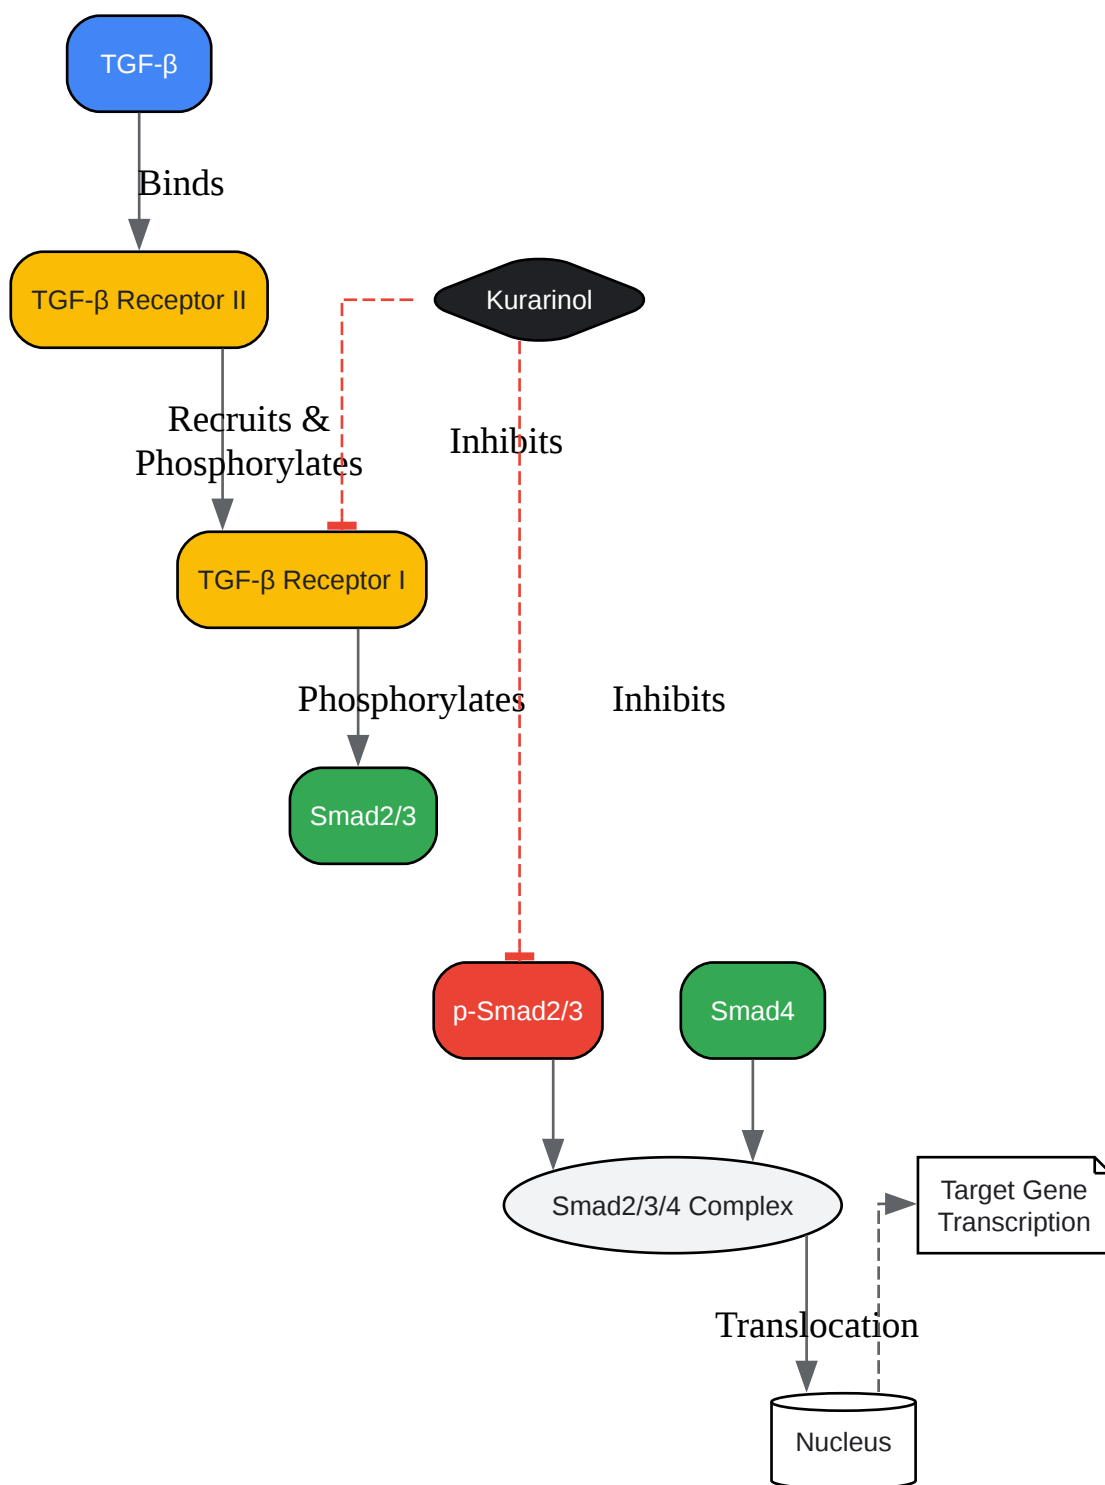 TGF-β
Binds
TGF-β Receptor II
Kurarinol
Recruits &
Phosphorylates
Inhibits
TGF-β Receptor I
Phosphorylates
Inhibits
Smad2/3
p-Smad2/3
Smad4
Smad2/3/4 Complex
Target Gene
Transcription
Translocation
Nucleus